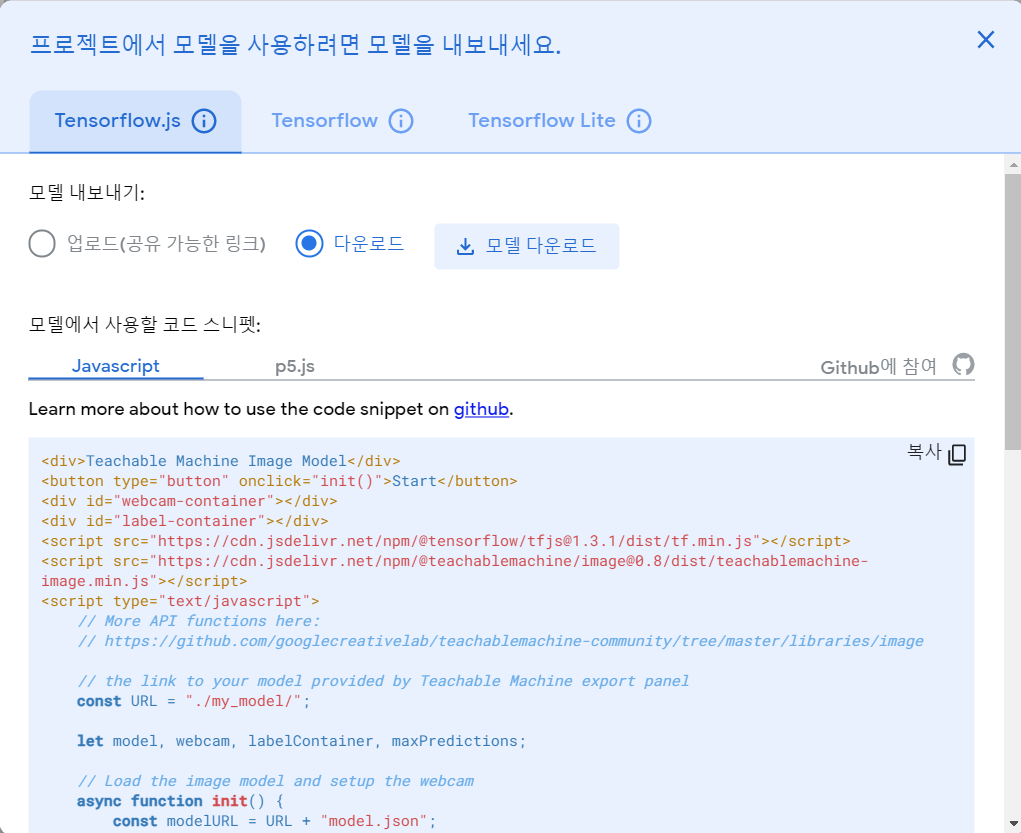 프로젝트에서 모델을 사용하려면 모델을 내보내세요.
Tensorflow.js Tensorflow Tensorflow Lite
모델 내보내기:
업로드(공유 가능한 링크) 다운로드 모델 다운로드
모델에서 사용할 코드 스니펫:
Javascript p5.js Github에 참여
Learn more about how to use the code snippet on github.
복사
<div>Teachable Machine Image Model</div>
<button type="button" onclick="init()">Start</button>
<div id="webcam-container"></div>
<div id="label-container"></div>
<script src="https://cdn.jsdelivr.net/npm/@tensorflow/tfjs@1.3.1/dist/tf.min.js"></script>
<script src="https://cdn.jsdelivr.net/npm/@teachablemachine/image@0.8/dist/teachablemachine-
image.min.js"></script>
<script type="text/javascript">
// More API functions here:
// https://github.com/googlecreativelab/teachablemachine-community/tree/master/libraries/image
// the link to your model provided by Teachable Machine export panel
const URL = "./my_model/";
let model, webcam, labelContainer, maxPredictions;
// Load the image model and setup the webcam
async function init() {
const modelURL = URL + "model.json";